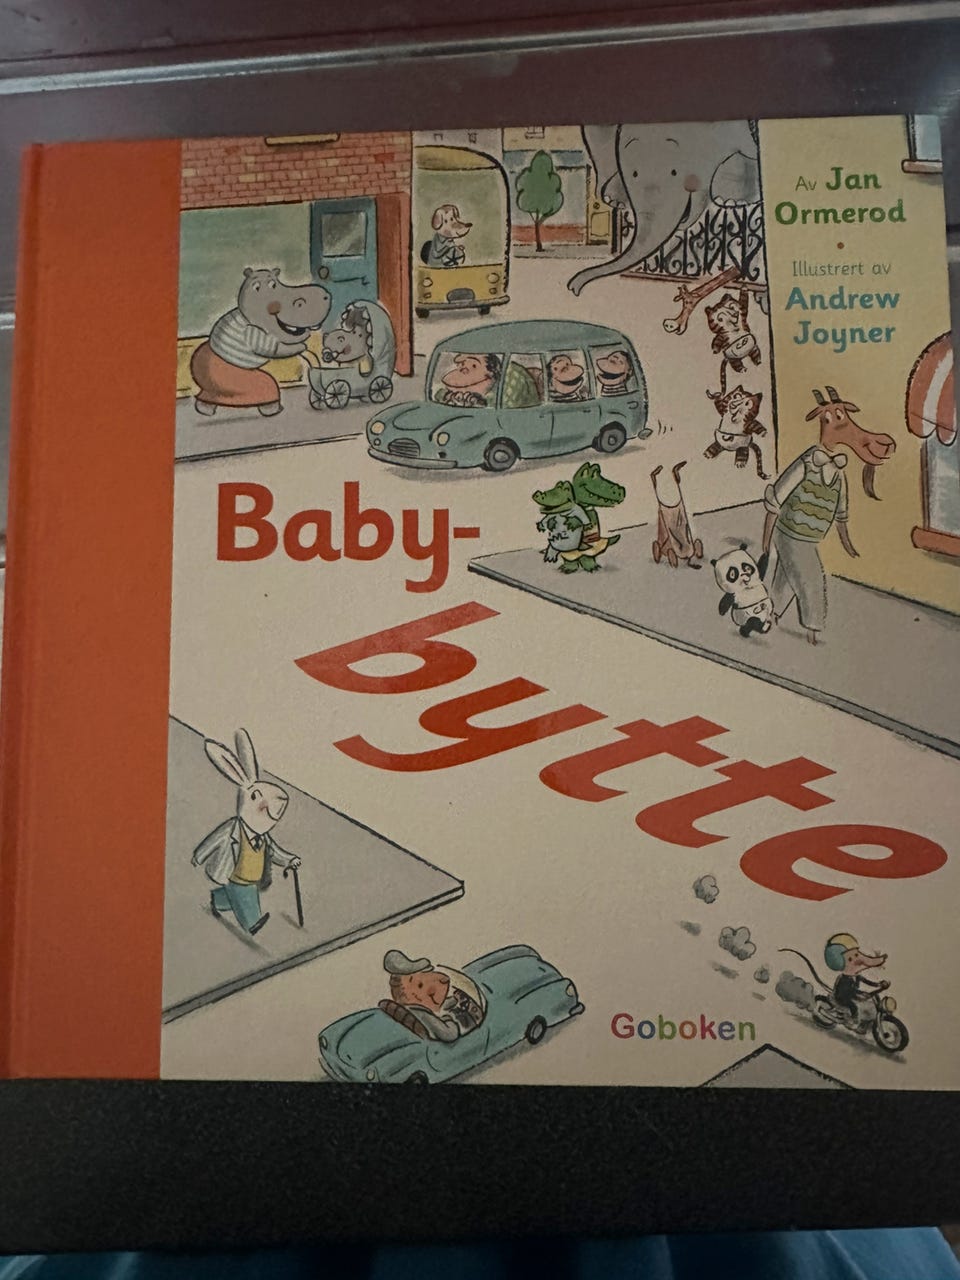 Av Jan
Ormerod
Illustrert av
Andrew
Joyner
Baby-
bytte
Goboken